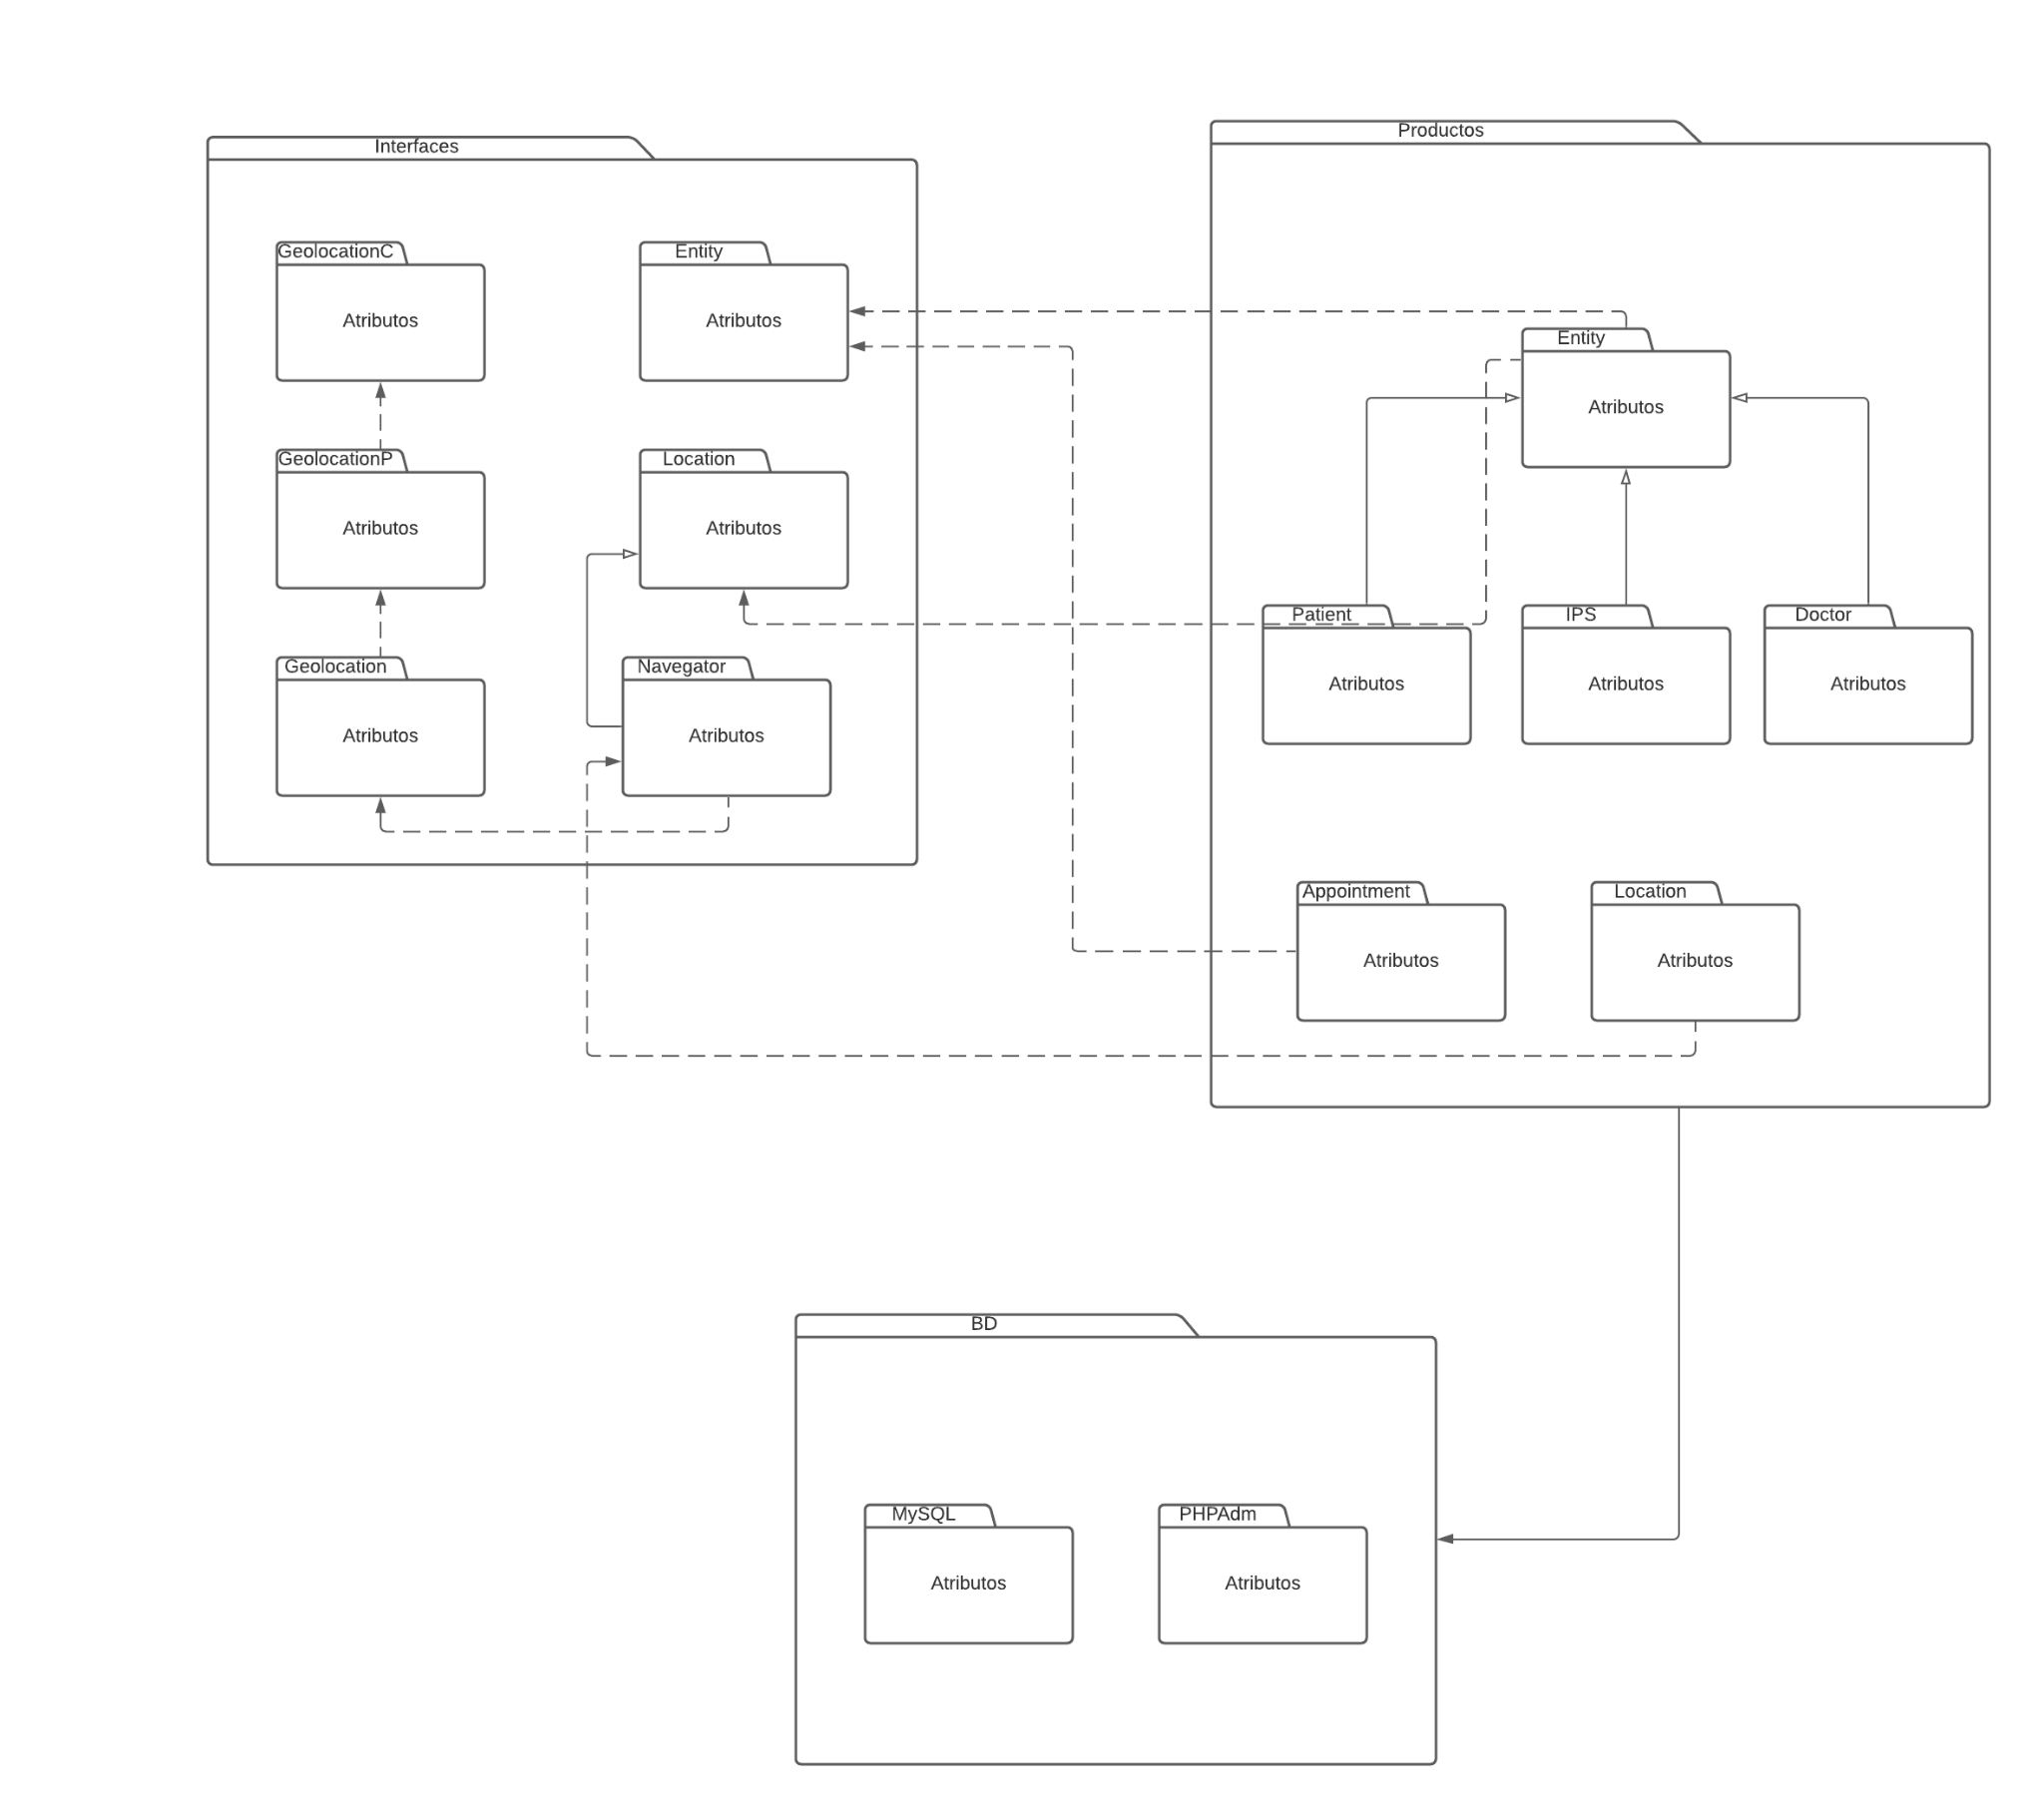 Interfaces
GeolocationC
Atributos
Entity
Atributos
GeolocationP
Atributos
Location
Atributos
Geolocation
Atributos
Navegator
Atributos
Productos
Entity
Atributos
Patient
Atributos
IPS
Atributos
Doctor
Atributos
Appointment
Atributos
Location
Atributos
BD
MySQL
Atributos
PHPAdm
Atributos